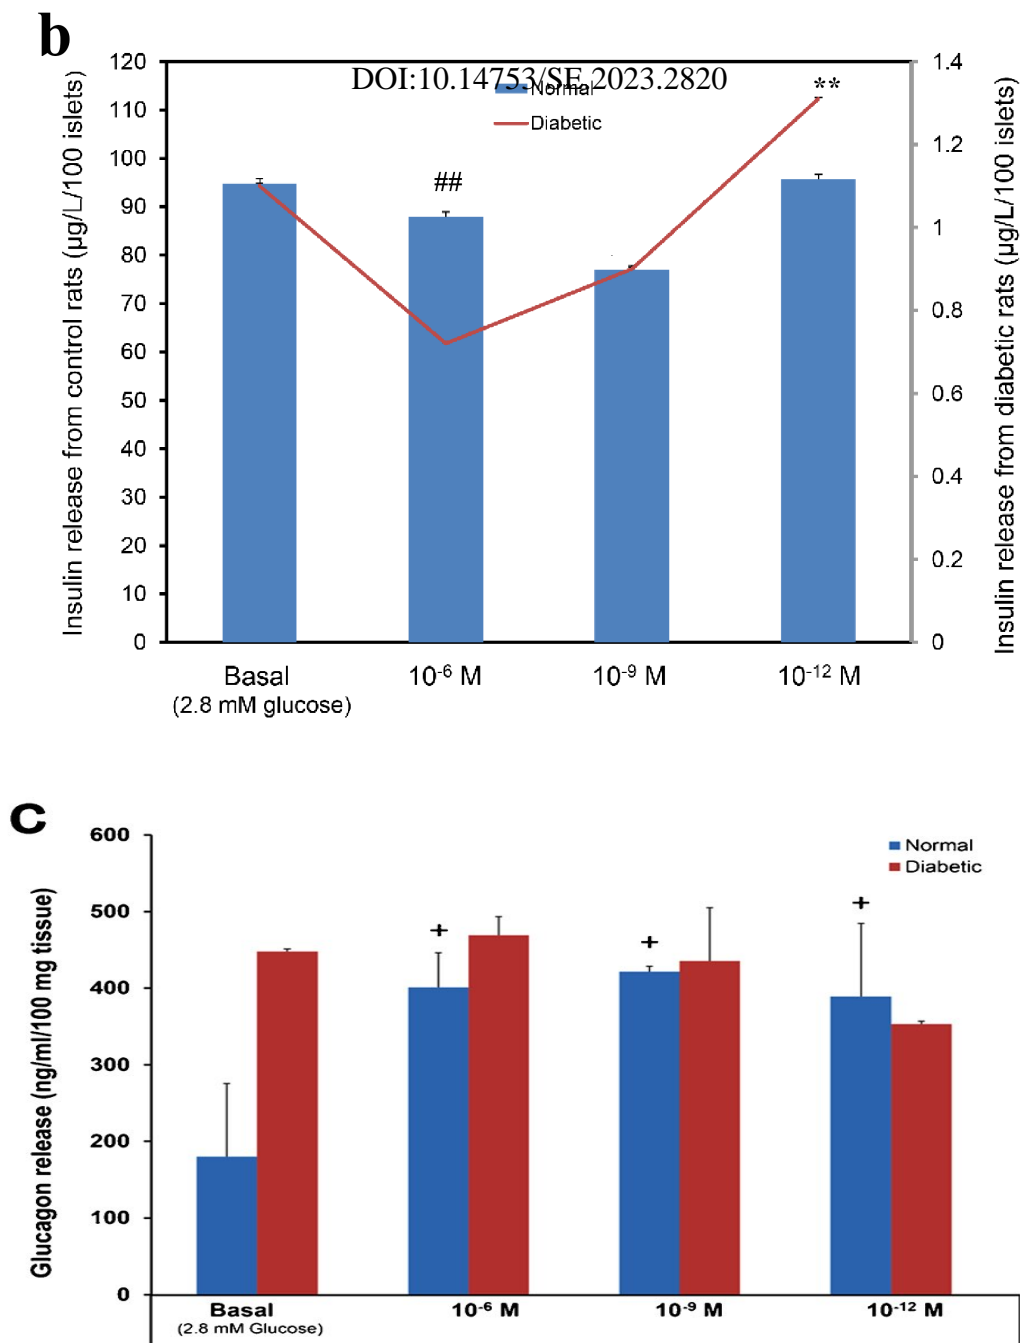 b
DOI:10.14753/SE.2023.2820
Insulin release from control rats (µg/L/100 islets)
120
110
100
90
80
70
60
50
40
30
20
10
0
Normal
Diabetic
##
**
1.4
1.2
1
0.8
0.6
0.4
0.2
0
Insulin release from diabetic rats (µg/L/100 islets)
Basal 10⁻⁶ M 10⁻⁹ M 10⁻¹² M
(2.8 mM glucose)
C
Glucagon release (ng/ml/100 mg tissue)
600
500
400
300
200
100
0
Normal
Diabetic
+ + +
Basal 10⁻⁶ M 10⁻⁹ M 10⁻¹² M
(2.8 mM Glucose)